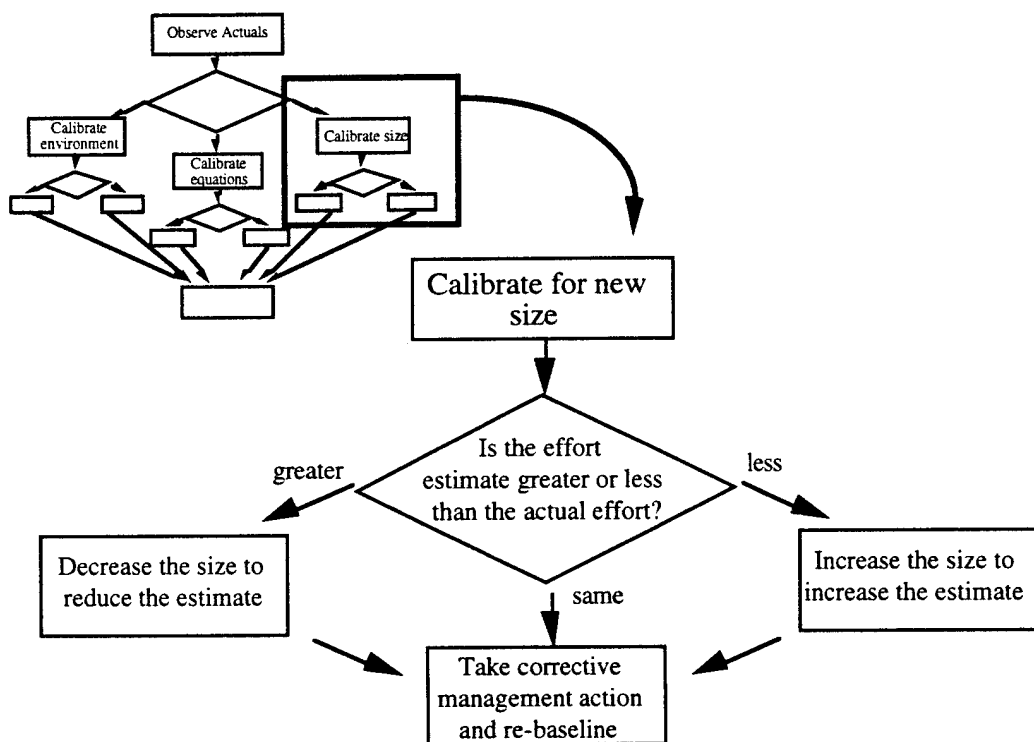 Observe Actuals
Calibrate
environment
Calibrate
equations
Calibrate size
Calibrate for new
size
Is the effort
estimate greater or less
than the actual effort?
greater
less
same
Decrease the size to
reduce the estimate
Increase the size to
increase the estimate
Take corrective
management action
and re-baseline